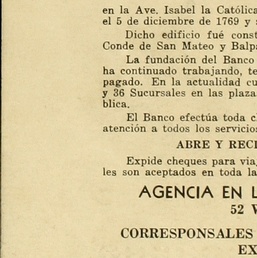 en la Ave. Isabel la Católica
el 5 de diciembre de 1769 y
Dicho edificio fué const
Conde de San Mateo y Balpa
La fundación del Banco
ha continuado trabajando, te
pagado. En la actualidad cu
y 36 Sucursales en las plaza
blica.
El Banco efectúa toda cl
atención a todos los servicios
ABRE Y RECI
Expide cheques para viaj
les son aceptados en toda la
AGENCIA EN L
52 W
CORRESPONSALES
EX